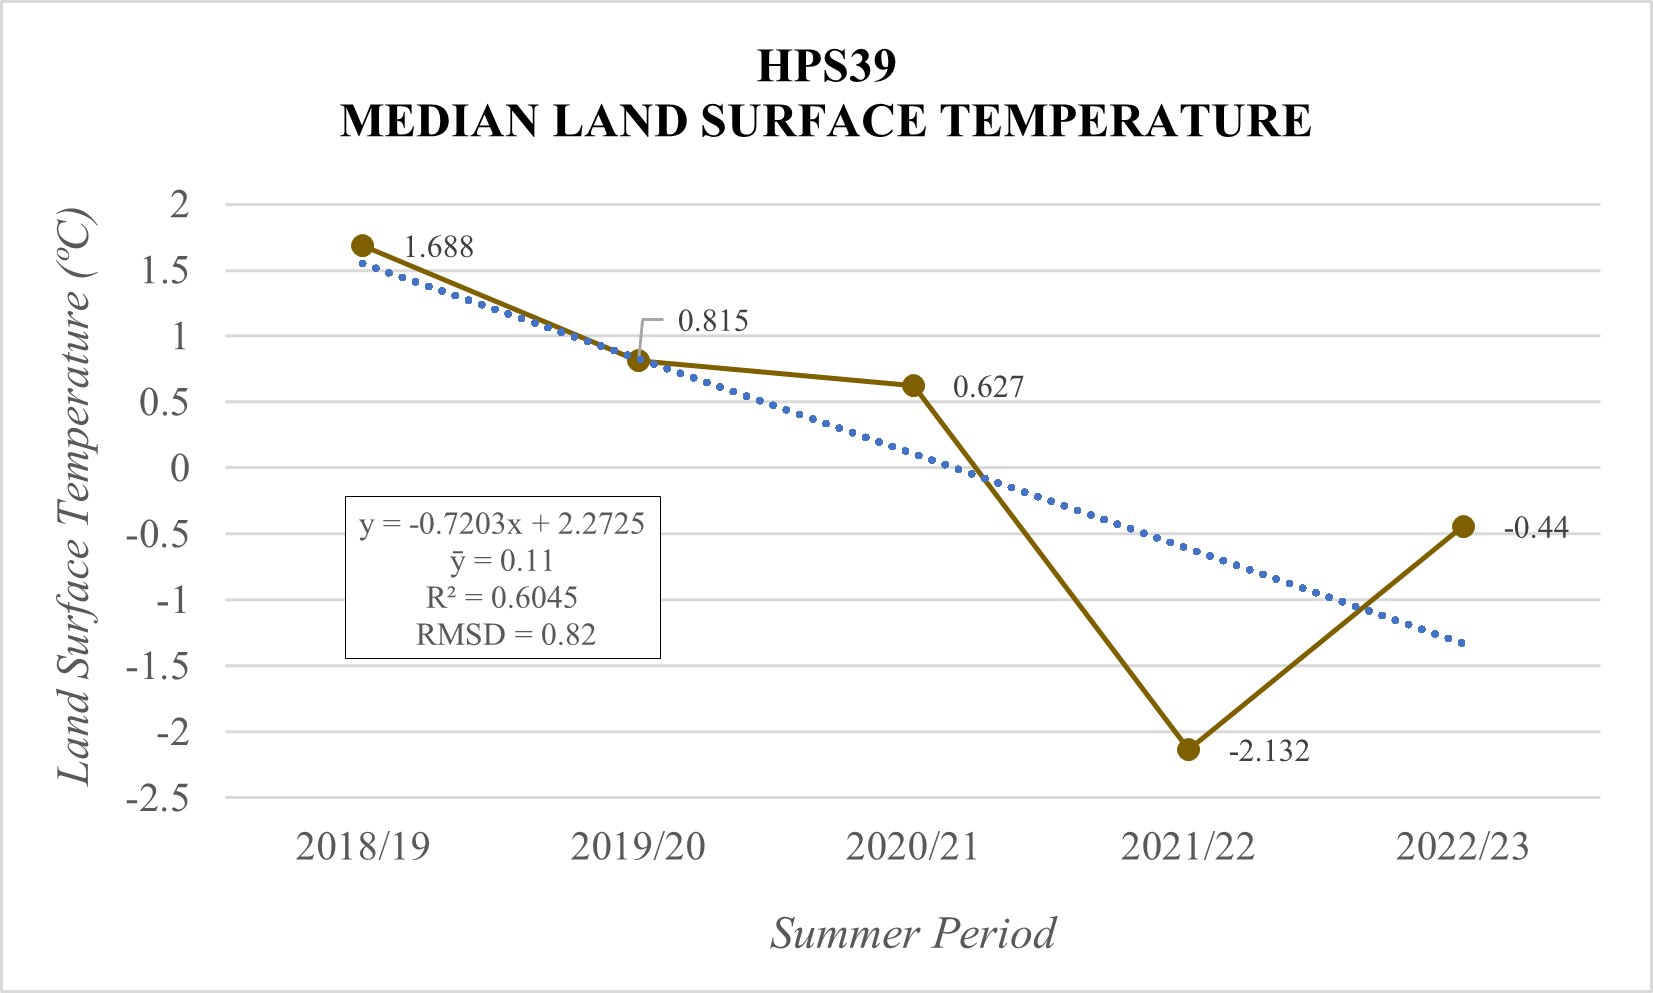 HPS39
MEDIAN LAND SURFACE TEMPERATURE
Land Surface Temperature (ºC)
2
1.5
1
0.5
0
-0.5
-1
-1.5
-2
-2.5
1.688
0.815
0.627
-2.132
-0.44
y = -0.7203x + 2.2725
ȳ = 0.11
R² = 0.6045
RMSD = 0.82
2018/19 2019/20 2020/21 2021/22 2022/23
Summer Period